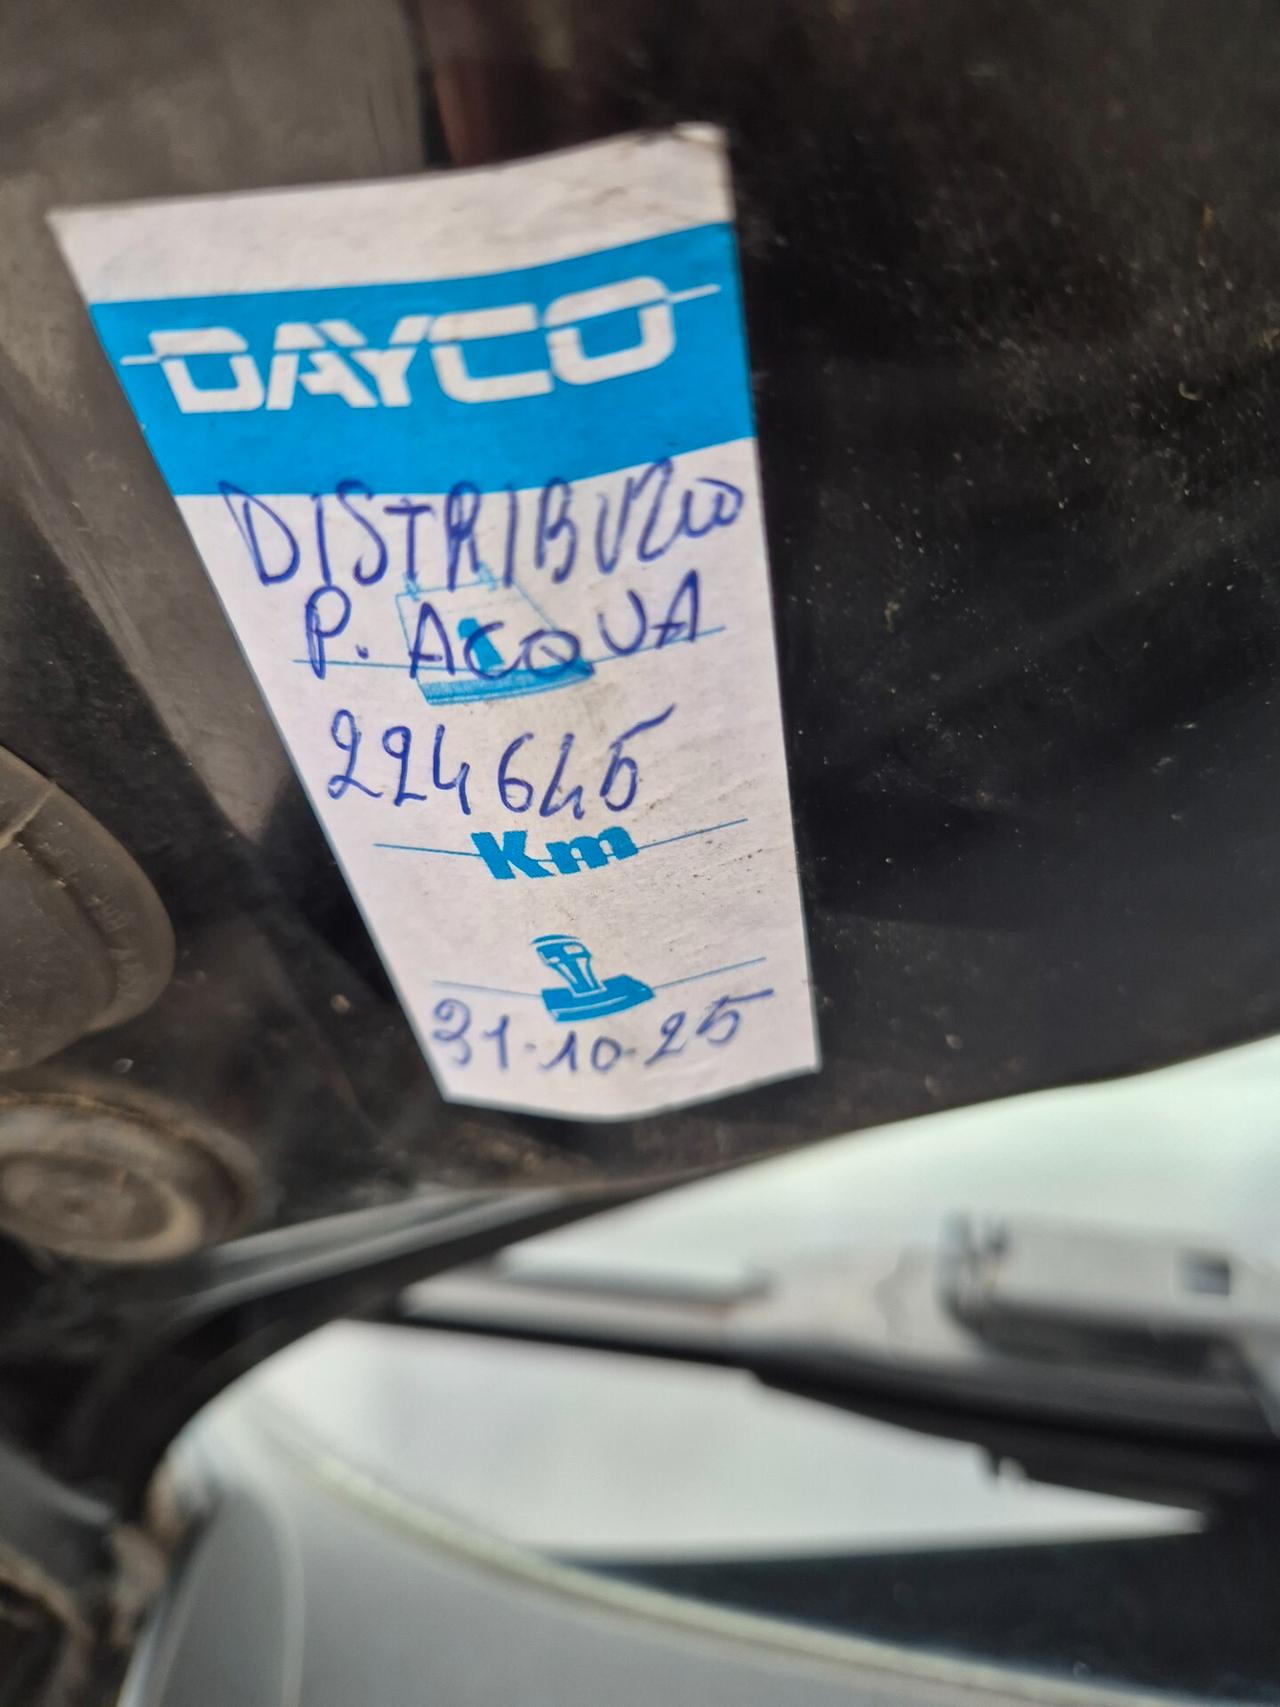 DAYCO
DISTRIBUZIO
P. ACQUA
224645
Km
31-10-25